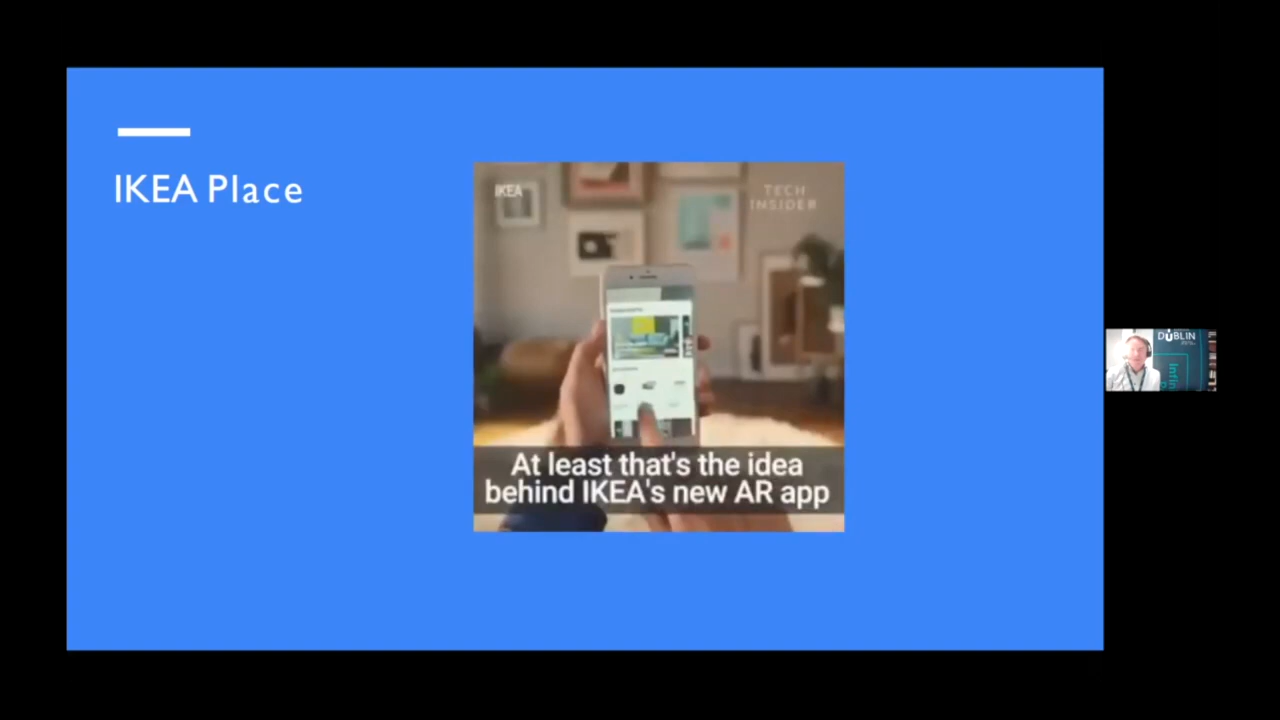 IKEA Place
IKEA
TECH
INSIDER
At least that's the idea
behind IKEA's new AR app
DUBLIN